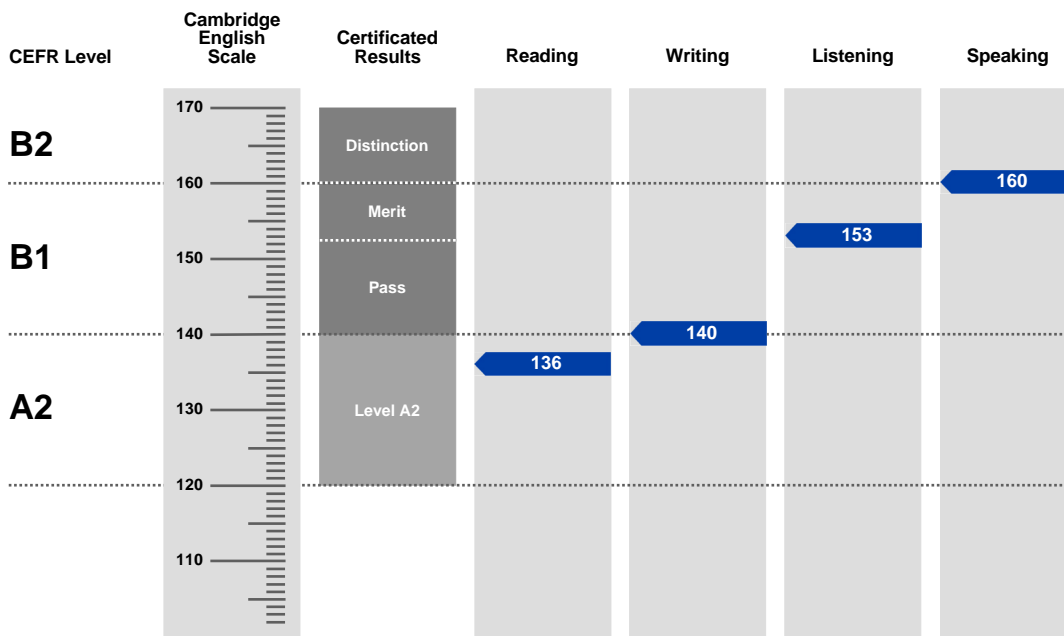 CEFR Level
Cambridge
English
Scale
Certificated
Results
Reading
Writing
Listening
Speaking
170
B2
Distinction
160
160
Merit
153
B1
150
Pass
140
140
136
A2
130
Level A2
120
110